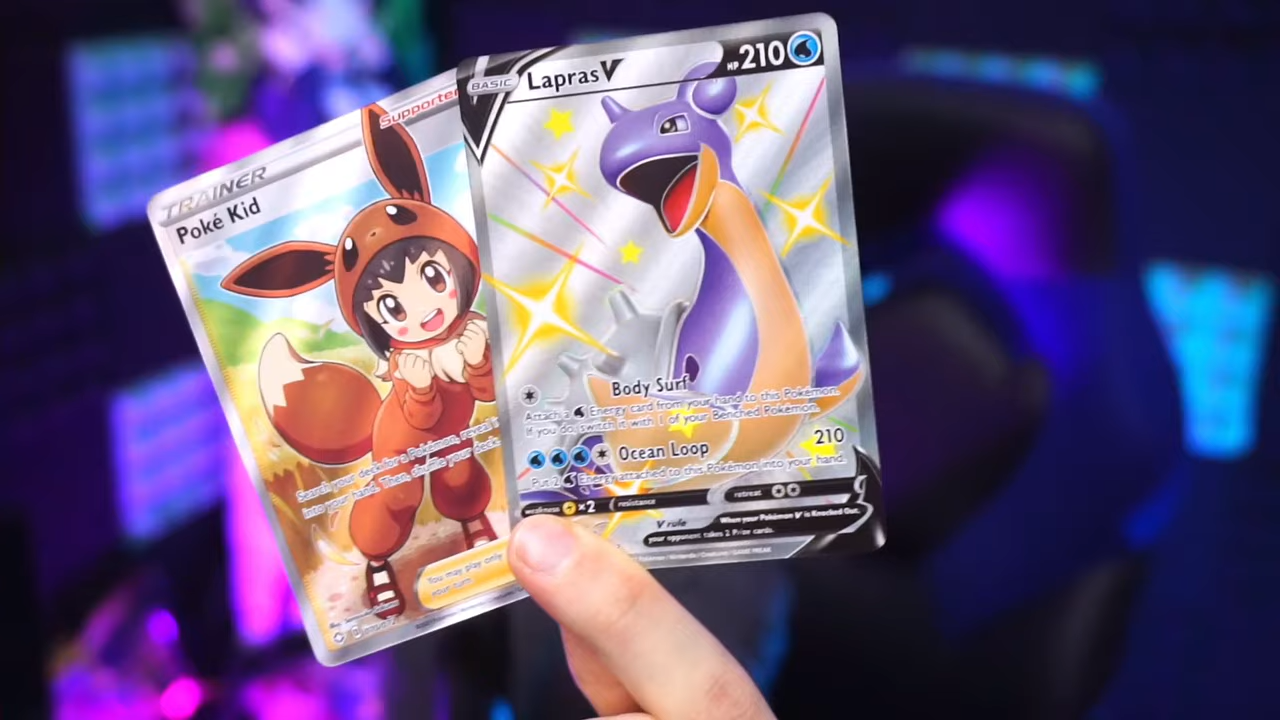 TRAINER
Supporter
Poké Kid
Search your deck for a Pokémon, reveal
into your hand. Then, shuffle your deck.
You may play only
your turn
BASIC
Lapras V
HP 210
Body Surf
Attach a Energy card from your hand to this Pokémon.
If you do, switch it with 1 of your Benched Pokémon.
Ocean Loop 210
Put 2 Energy attached to this Pokémon into your hand.
weakness ×2 resistance retreat
V rule When your Pokémon V is Knocked Out,
your opponent takes 2 Prize cards.